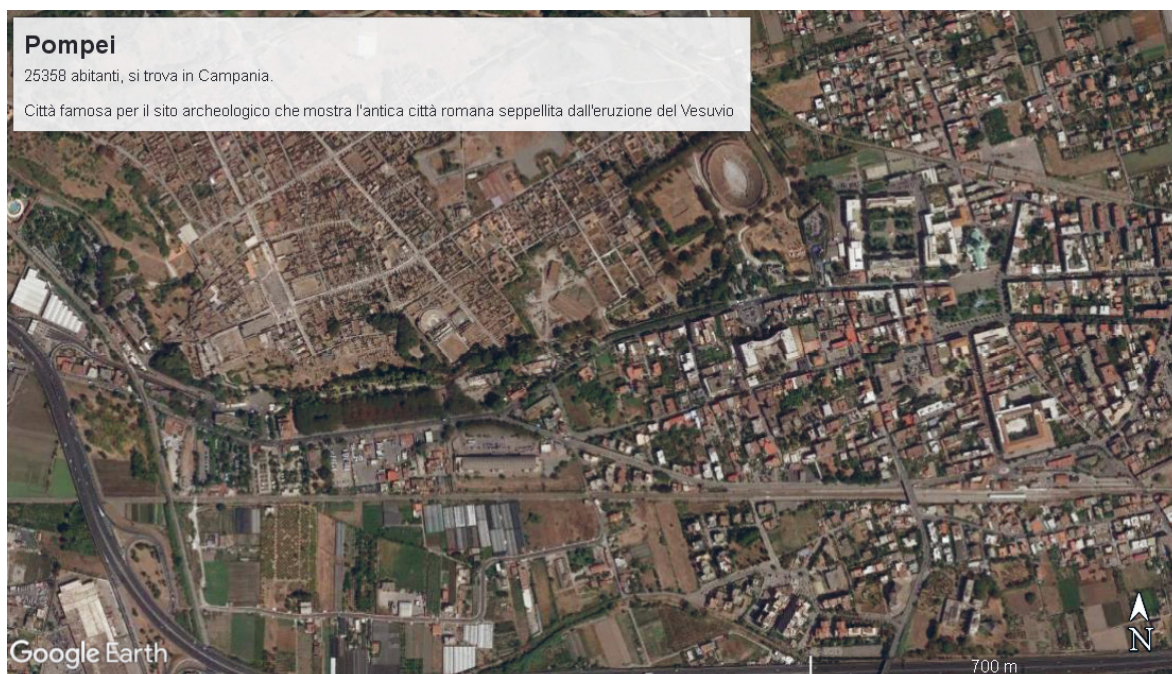 Pompei
25358 abitanti, si trova in Campania.
Città famosa per il sito archeologico che mostra l'antica città romana seppellita dall'eruzione del Vesuvio
N
Google Earth
700 m